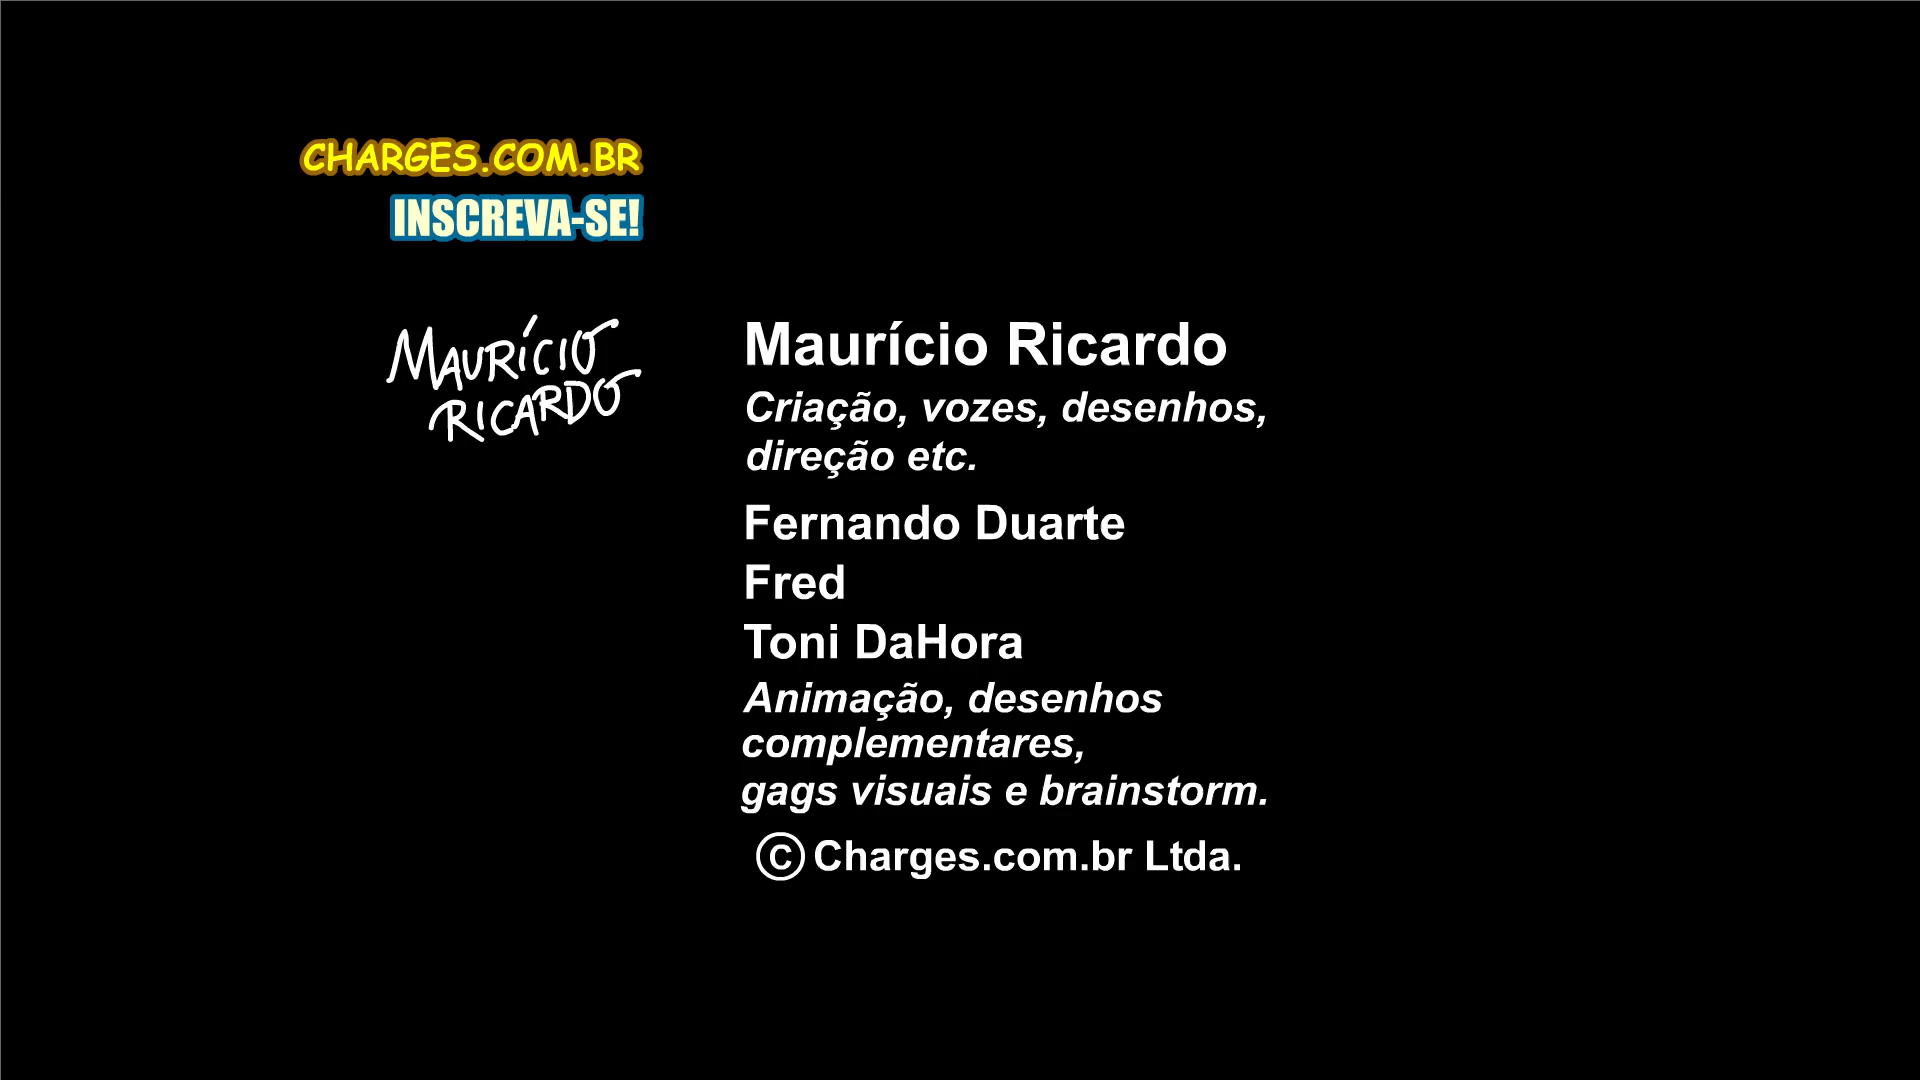 CHARGES.COM.BR
INSCREVA-SE!
MAURÍCIO
RICARDO
Maurício Ricardo
Criação, vozes, desenhos,
direção etc.
Fernando Duarte
Fred
Toni DaHora
Animação, desenhos
complementares,
gags visuais e brainstorm.
© Charges.com.br Ltda.